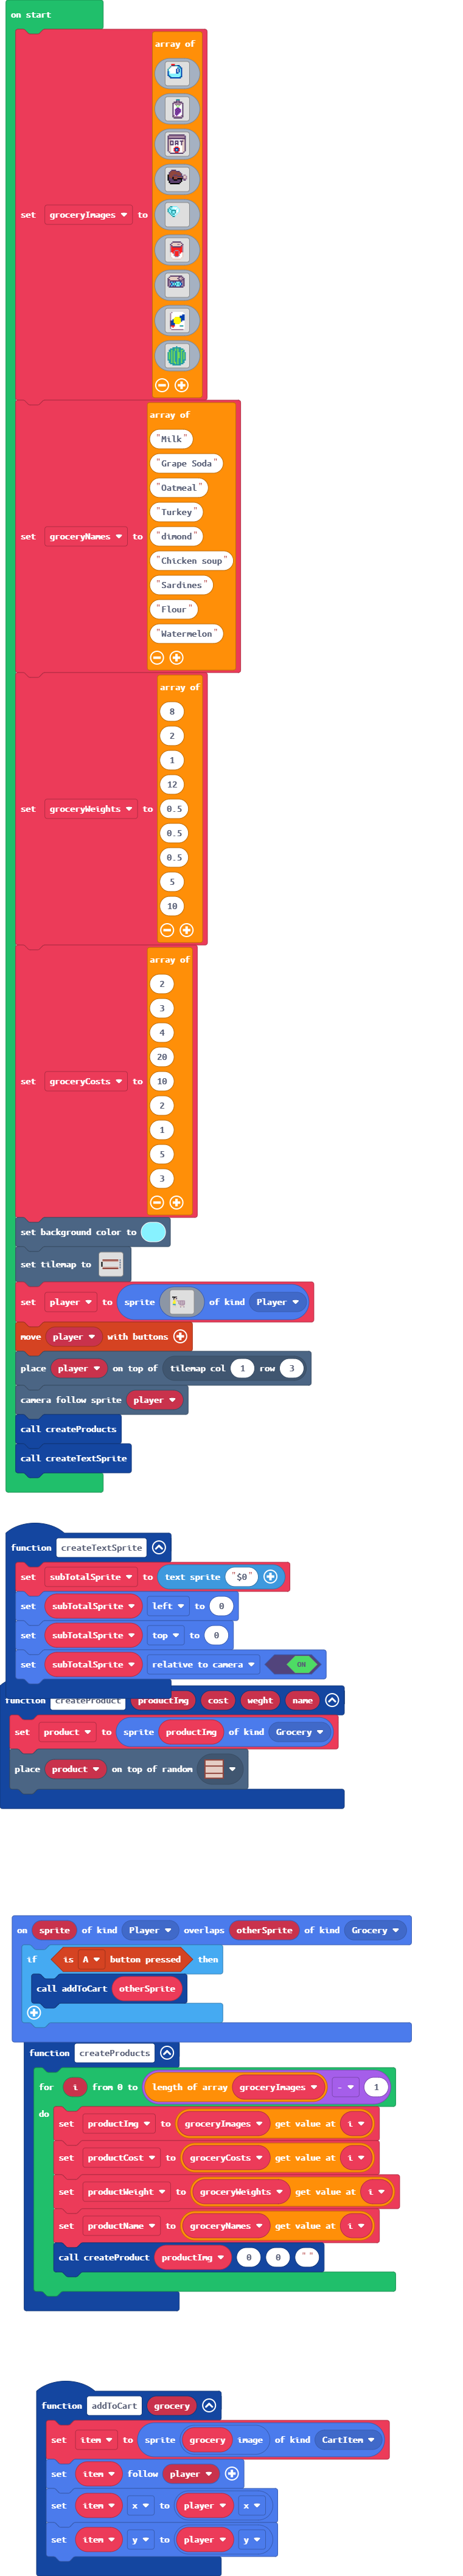 on start
array of
set groceryImages to
array of
"Milk"
"Grape Soda"
"Oatmeal"
"Turkey"
set groceryNames to "dimond"
"Chicken soup"
"Sardines"
"Flour"
"Watermelon"
array of
8
2
1
12
set groceryWeights to 0.5
0.5
0.5
5
10
array of
2
3
4
20
set groceryCosts to 10
2
1
5
3
set background color to
set tilemap to
set player to sprite of kind Player
move player with buttons
place player on top of tilemap col 1 row 3
camera follow sprite player
call createProducts
call createTextSprite
function createTextSprite
set subTotalSprite to text sprite "$0"
set subTotalSprite left to 0
set subTotalSprite top to 0
set subTotalSprite relative to camera ON
function createProduct productImg cost weght name
set product to sprite productImg of kind Grocery
place product on top of random
on sprite of kind Player overlaps otherSprite of kind Grocery
if is A button pressed then
call addToCart otherSprite
function createProducts
for i from 0 to length of array groceryImages - 1
do set productImg to groceryImages get value at i
set productCost to groceryCosts get value at i
set productWeight to groceryWeights get value at i
set productName to groceryNames get value at i
call createProduct productImg 0 0 " "
function addToCart grocery
set item to sprite grocery image of kind CartItem
set item follow player
set item x to player x
set item y to player y